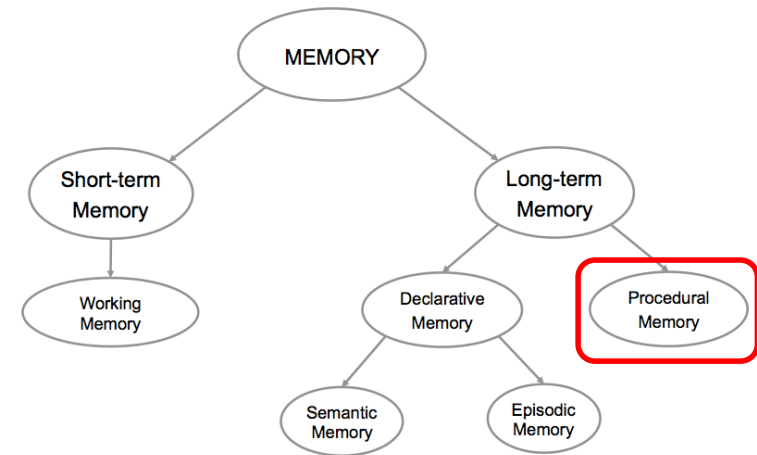 MEMORY
Short-term
Memory
Long-term
Memory
Working
Memory
Declarative
Memory
Procedural
Memory
Semantic
Memory
Episodic
Memory